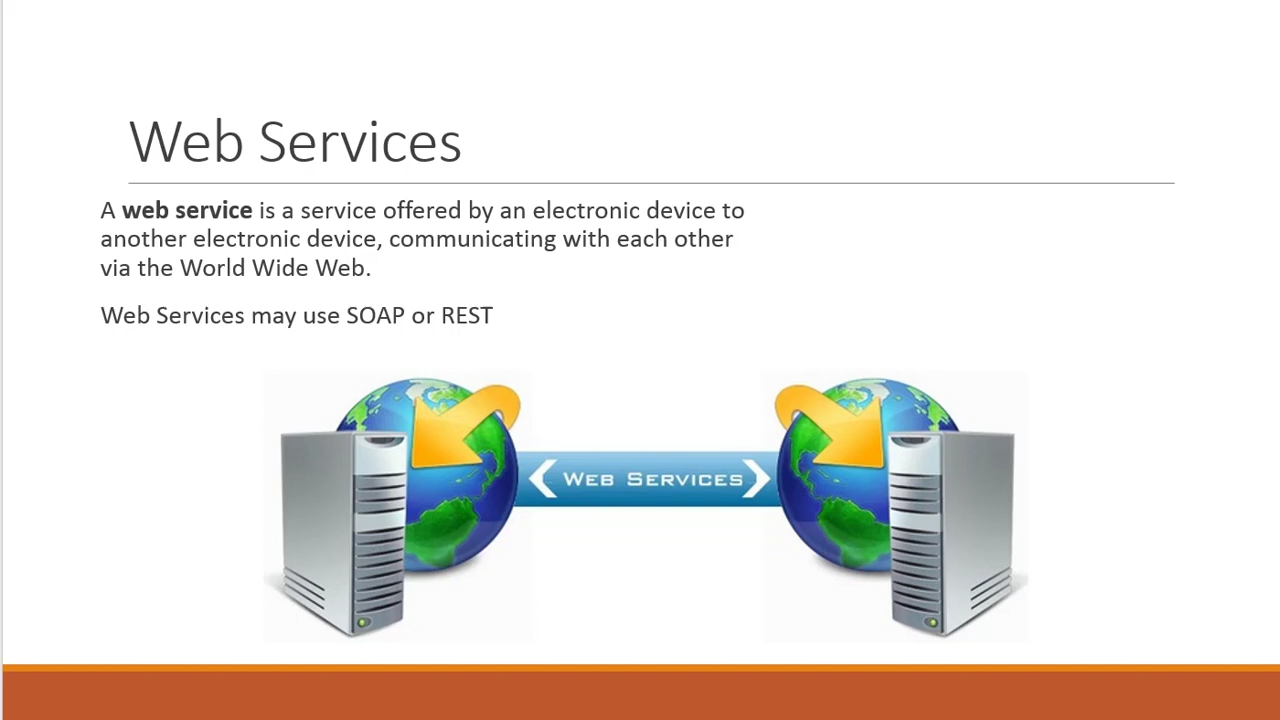 Web Services
A web service is a service offered by an electronic device to
another electronic device, communicating with each other
via the World Wide Web.
Web Services may use SOAP or REST
Web Services